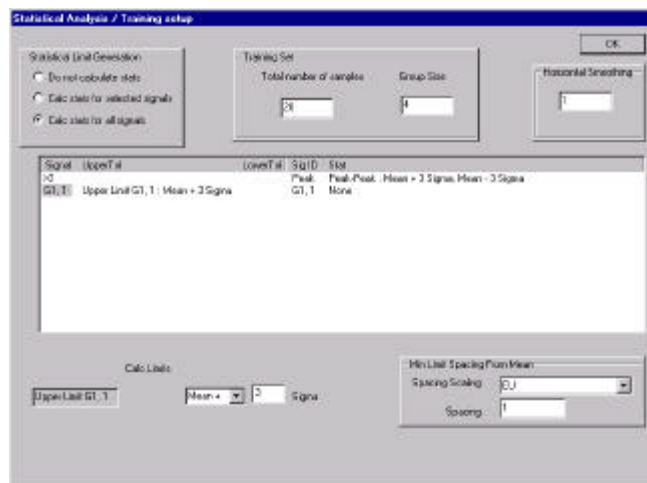 Statistical Analysis / Training setup
OK
Statistical Limit Generation
Do not calculate stats
Calc stats for selected signals
Calc stats for all signals
Training Set
Total number of samples
Group Size
20
4
Horizontal Smoothing
1
Signal UpperTol LowerTol SigID Stat
Peak Peak-Peak : Mean + 3 Sigma, Mean - 3 Sigma
G1, 1 Upper Limit G1, 1 : Mean + 3 Sigma G1, 1 None
Calc Limits
Upper Limit G1, 1
Mean + 3 Sigma
Min Limit Spacing From Mean
Spacing Scaling EU
Spacing 1